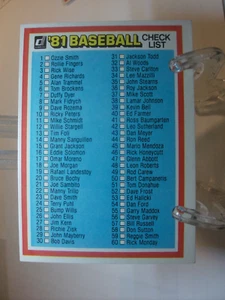 '81 BASEBALL CHECK
LIST
1 Ozzie Smith
2 Rollie Fingers
3 Rick Wise
4 Gene Richards
5 Alan Trammell
6 Tom Brookens
7 Duffy Dyer
8 Mark Fidrych
9 Dave Rozema
10 Ricky Peters
11 Mike Schmidt
12 Willie Stargell
13 Tim Foli
14 Manny Sanguillen
15 Grant Jackson
16 Eddie Solomon
17 Omar Moreno
18 Joe Morgan
19 Rafael Landestoy
20 Bruce Bochy
21 Joe Sambito
22 Manny Trillo
23 Dave Smith
24 Terry Puhl
25 Bump Wills
26 John Ellis
27 Jim Kern
28 Richie Zisk
29 John Mayberry
30 Bob Davis
31 Jackson Todd
32 Al Woods
33 Steve Carlton
34 Lee Mazzilli
35 John Stearns
36 Roy Jackson
37 Mike Scott
38 Lamar Johnson
39 Kevin Bell
40 Ed Farmer
41 Ross Baumgarten
42 Leo Sutherland
43 Dan Meyer
44 Ron Reed
45 Mario Mendoza
46 Rick Honeycutt
47 Glenn Abbott
48 Leon Roberts
49 Rod Carew
50 Bert Campaneris
51 Tom Donahue
52 Dave Frost
53 Ed Halicki
54 Dan Ford
55 Garry Maddox
56 Steve Garvey
57 Bill Russell
58 Don Sutton
59 Reggie Smith
60 Rick Monday